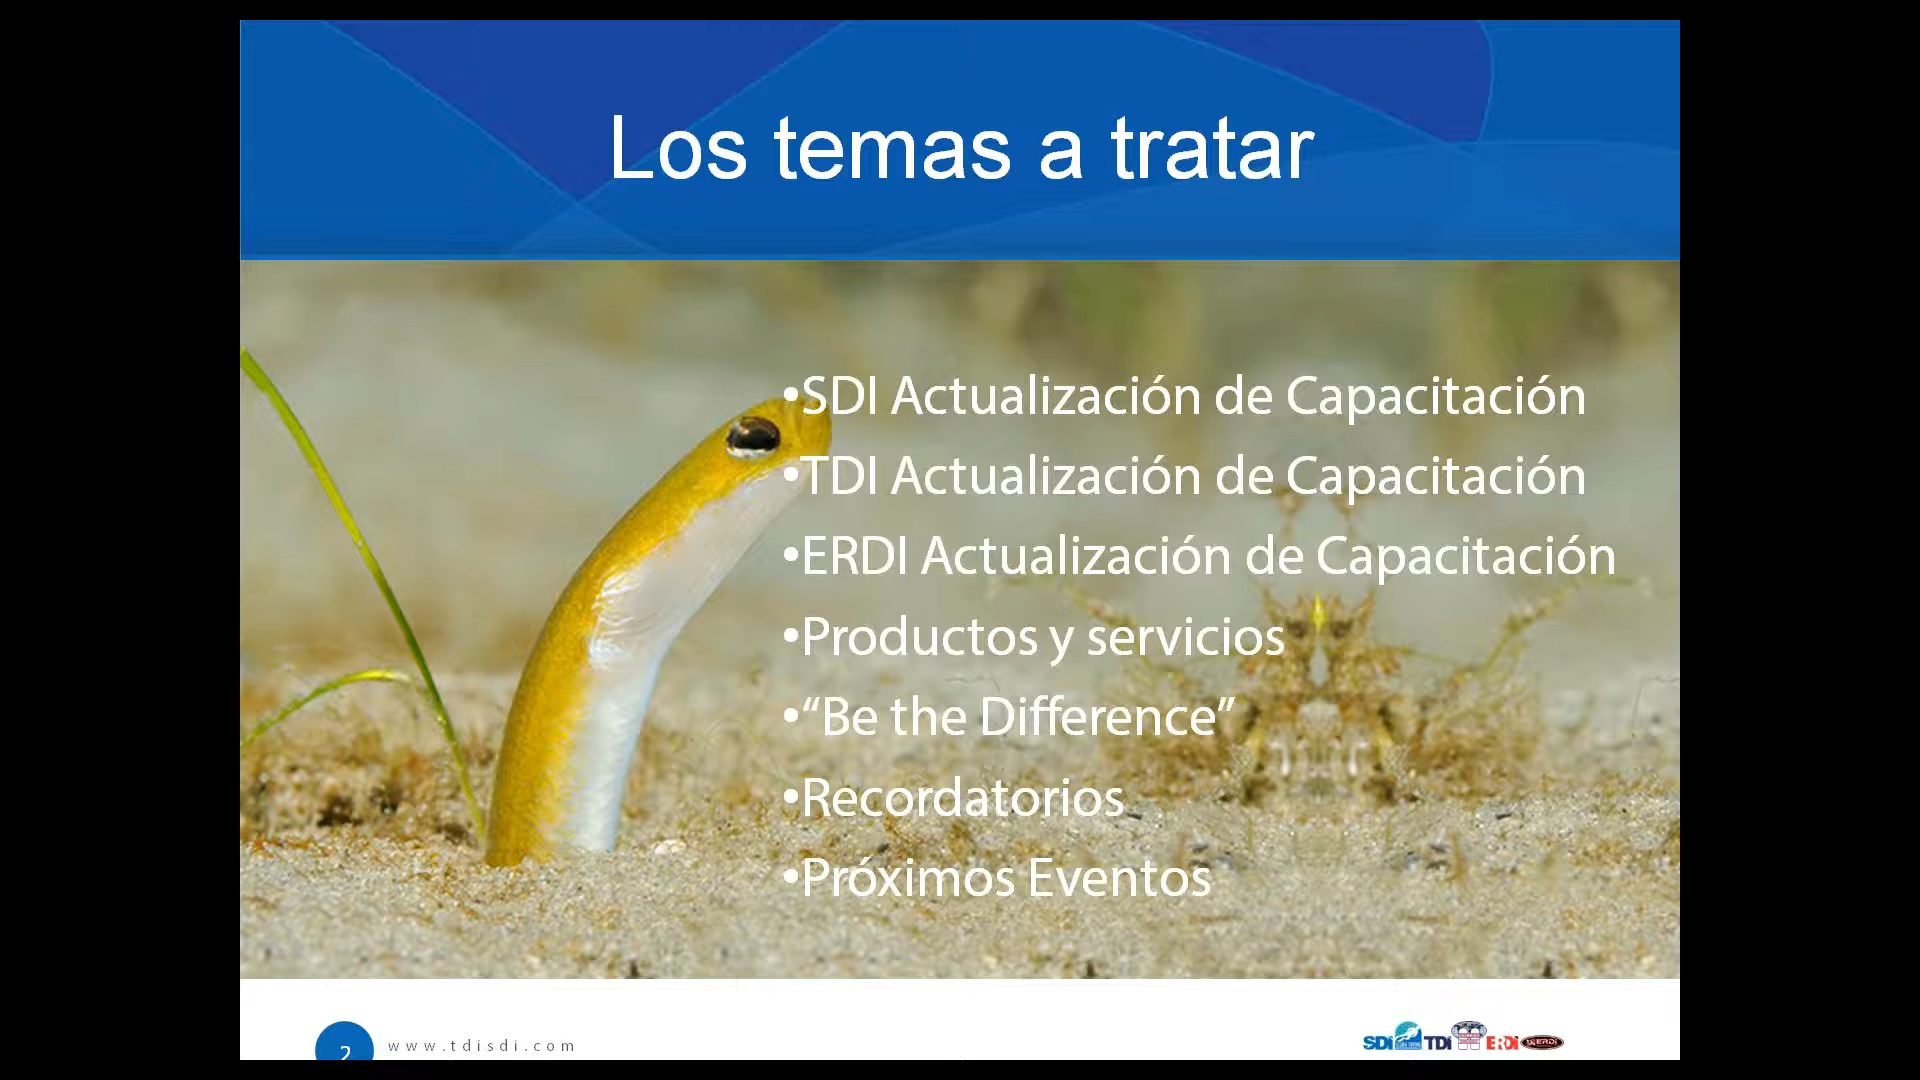 Los temas a tratar
•SDI Actualización de Capacitación
•TDI Actualización de Capacitación
•ERDI Actualización de Capacitación
•Productos y servicios
•“Be the Difference”
•Recordatorios
•Próximos Eventos
2
www.tdisdi.com
SDI TDI ERDI ERDI